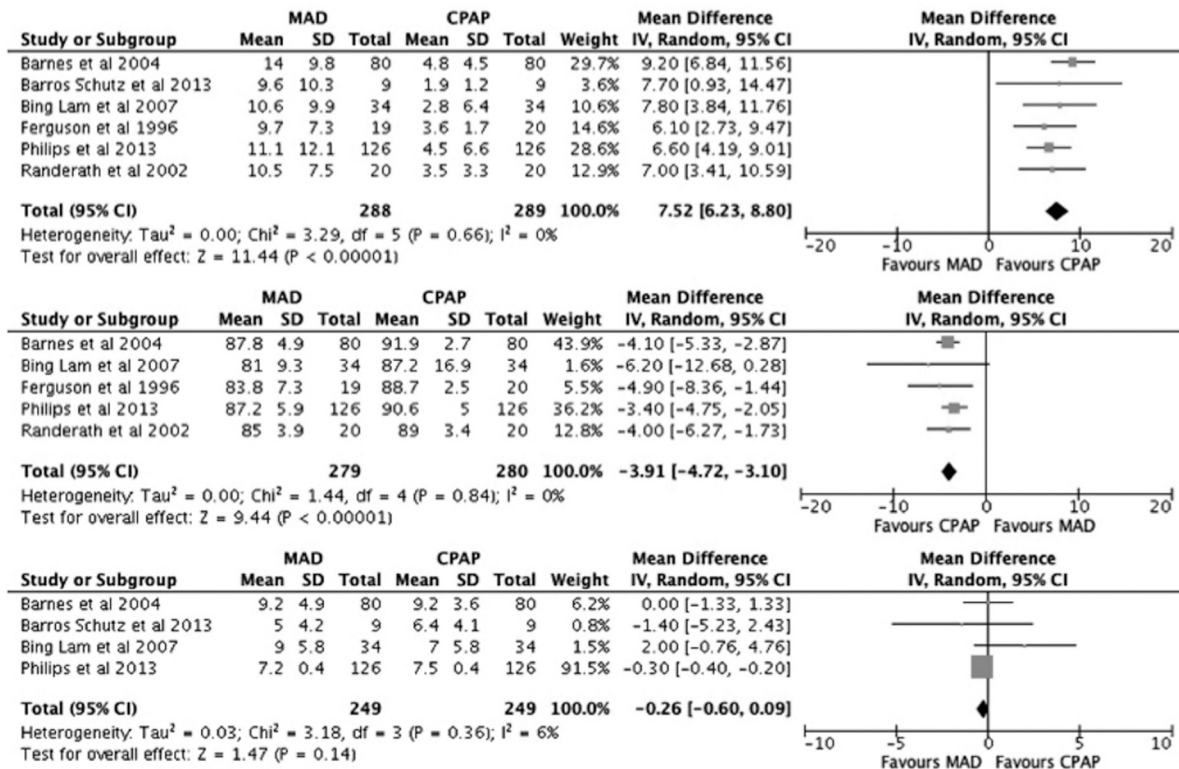 MAD CPAP Mean Difference Mean Difference
Study or Subgroup Mean SD Total Mean SD Total Weight IV, Random, 95% CI IV, Random, 95% CI
Barnes et al 2004 14 9.8 80 4.8 4.5 80 29.7% 9.20 [6.84, 11.56]
Barros Schutz et al 2013 9.6 10.3 9 1.9 1.2 9 3.6% 7.70 [0.93, 14.47]
Bing Lam et al 2007 10.6 9.9 34 2.8 6.4 34 10.6% 7.80 [3.84, 11.76]
Ferguson et al 1996 9.7 7.3 19 3.6 1.7 20 14.6% 6.10 [2.73, 9.47]
Philips et al 2013 11.1 12.1 126 4.5 6.6 126 28.6% 6.60 [4.19, 9.01]
Randerath et al 2002 10.5 7.5 20 3.5 3.3 20 12.9% 7.00 [3.41, 10.59]
Total (95% CI) 288 289 100.0% 7.52 [6.23, 8.80]
Heterogeneity: Tau² = 0.00; Chi² = 3.29, df = 5 (P = 0.66); I² = 0%
Test for overall effect: Z = 11.44 (P < 0.00001)
-20 -10 0 10 20
Favours MAD Favours CPAP
MAD CPAP Mean Difference Mean Difference
Study or Subgroup Mean SD Total Mean SD Total Weight IV, Random, 95% CI IV, Random, 95% CI
Barnes et al 2004 87.8 4.9 80 91.9 2.7 80 43.9% -4.10 [-5.33, -2.87]
Bing Lam et al 2007 81 9.3 34 87.2 16.9 34 1.6% -6.20 [-12.68, 0.28]
Ferguson et al 1996 83.8 7.3 19 88.7 2.5 20 5.5% -4.90 [-8.36, -1.44]
Philips et al 2013 87.2 5.9 126 90.6 5 126 36.2% -3.40 [-4.75, -2.05]
Randerath et al 2002 85 3.9 20 89 3.4 20 12.8% -4.00 [-6.27, -1.73]
Total (95% CI) 279 280 100.0% -3.91 [-4.72, -3.10]
Heterogeneity: Tau² = 0.00; Chi² = 1.44, df = 4 (P = 0.84); I² = 0%
Test for overall effect: Z = 9.44 (P < 0.00001)
-20 -10 0 10 20
Favours CPAP Favours MAD
MAD CPAP Mean Difference Mean Difference
Study or Subgroup Mean SD Total Mean SD Total Weight IV, Random, 95% CI IV, Random, 95% CI
Barnes et al 2004 9.2 4.9 80 9.2 3.6 80 6.2% 0.00 [-1.33, 1.33]
Barros Schutz et al 2013 5 4.2 9 6.4 4.1 9 0.8% -1.40 [-5.23, 2.43]
Bing Lam et al 2007 9 5.8 34 7 5.8 34 1.5% 2.00 [-0.76, 4.76]
Philips et al 2013 7.2 0.4 126 7.5 0.4 126 91.5% -0.30 [-0.40, -0.20]
Total (95% CI) 249 249 100.0% -0.26 [-0.60, 0.09]
Heterogeneity: Tau² = 0.03; Chi² = 3.18, df = 3 (P = 0.36); I² = 6%
Test for overall effect: Z = 1.47 (P = 0.14)
-10 -5 0 5 10
Favours MAD Favours CPAP